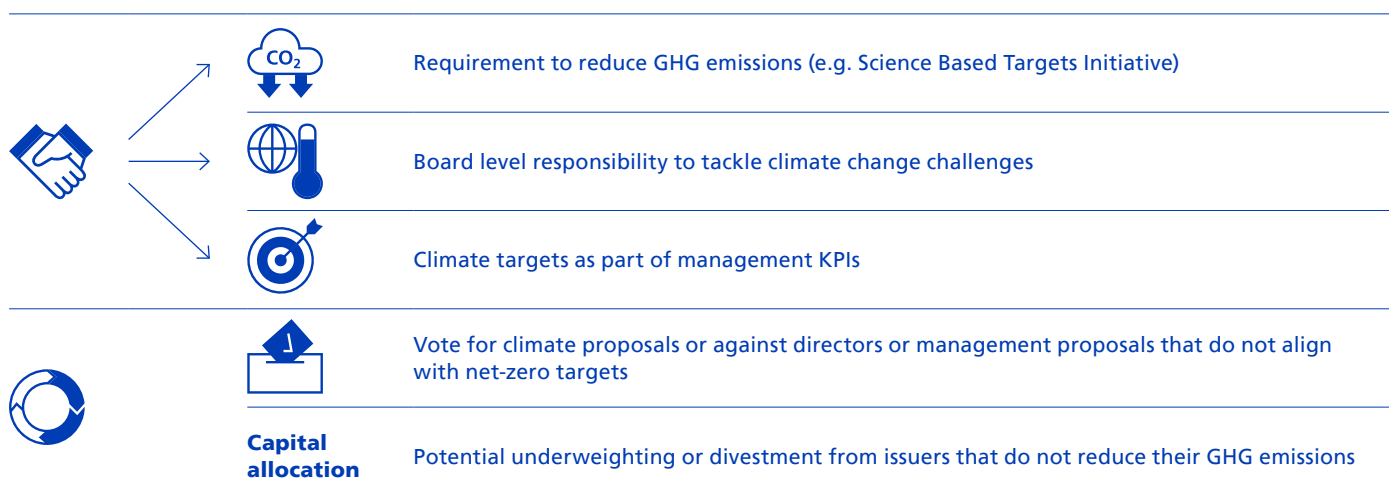 CO₂
Requirement to reduce GHG emissions (e.g. Science Based Targets Initiative)
Board level responsibility to tackle climate change challenges
Climate targets as part of management KPIs
Vote for climate proposals or against directors or management proposals that do not align
with net-zero targets
Capital
allocation
Potential underweighting or divestment from issuers that do not reduce their GHG emissions